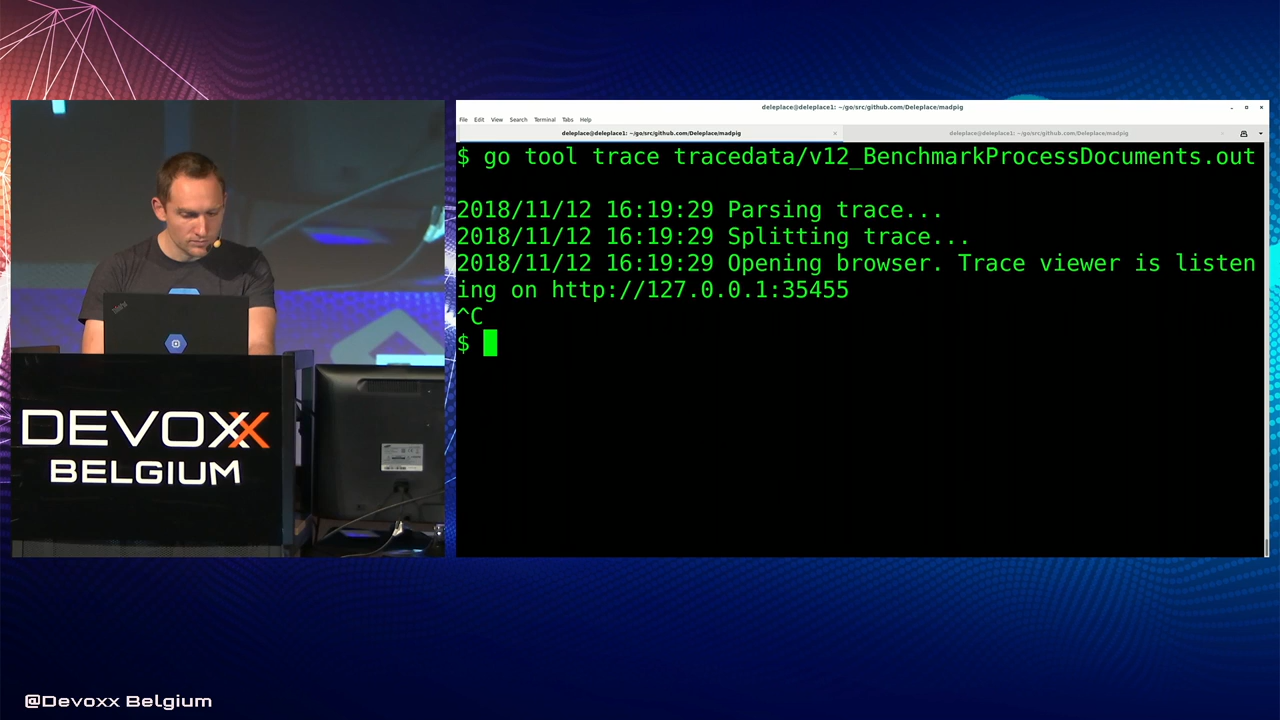 deleplace@deleplace1: ~/go/src/github.com/Deleplace/madpig
File Edit View Search Terminal Tabs Help
deleplace@deleplace1: ~/go/src/github.com/Deleplace/madpig
deleplace@deleplace1: ~/go/src/github.com/Deleplace/madpig
$ go tool trace tracedata/v12_BenchmarkProcessDocuments.out
2018/11/12 16:19:29 Parsing trace...
2018/11/12 16:19:29 Splitting trace...
2018/11/12 16:19:29 Opening browser. Trace viewer is listen
ing on http://127.0.0.1:35455
^C
$
ThinkPad
DEVOXX
BELGIUM
@Devoxx Belgium